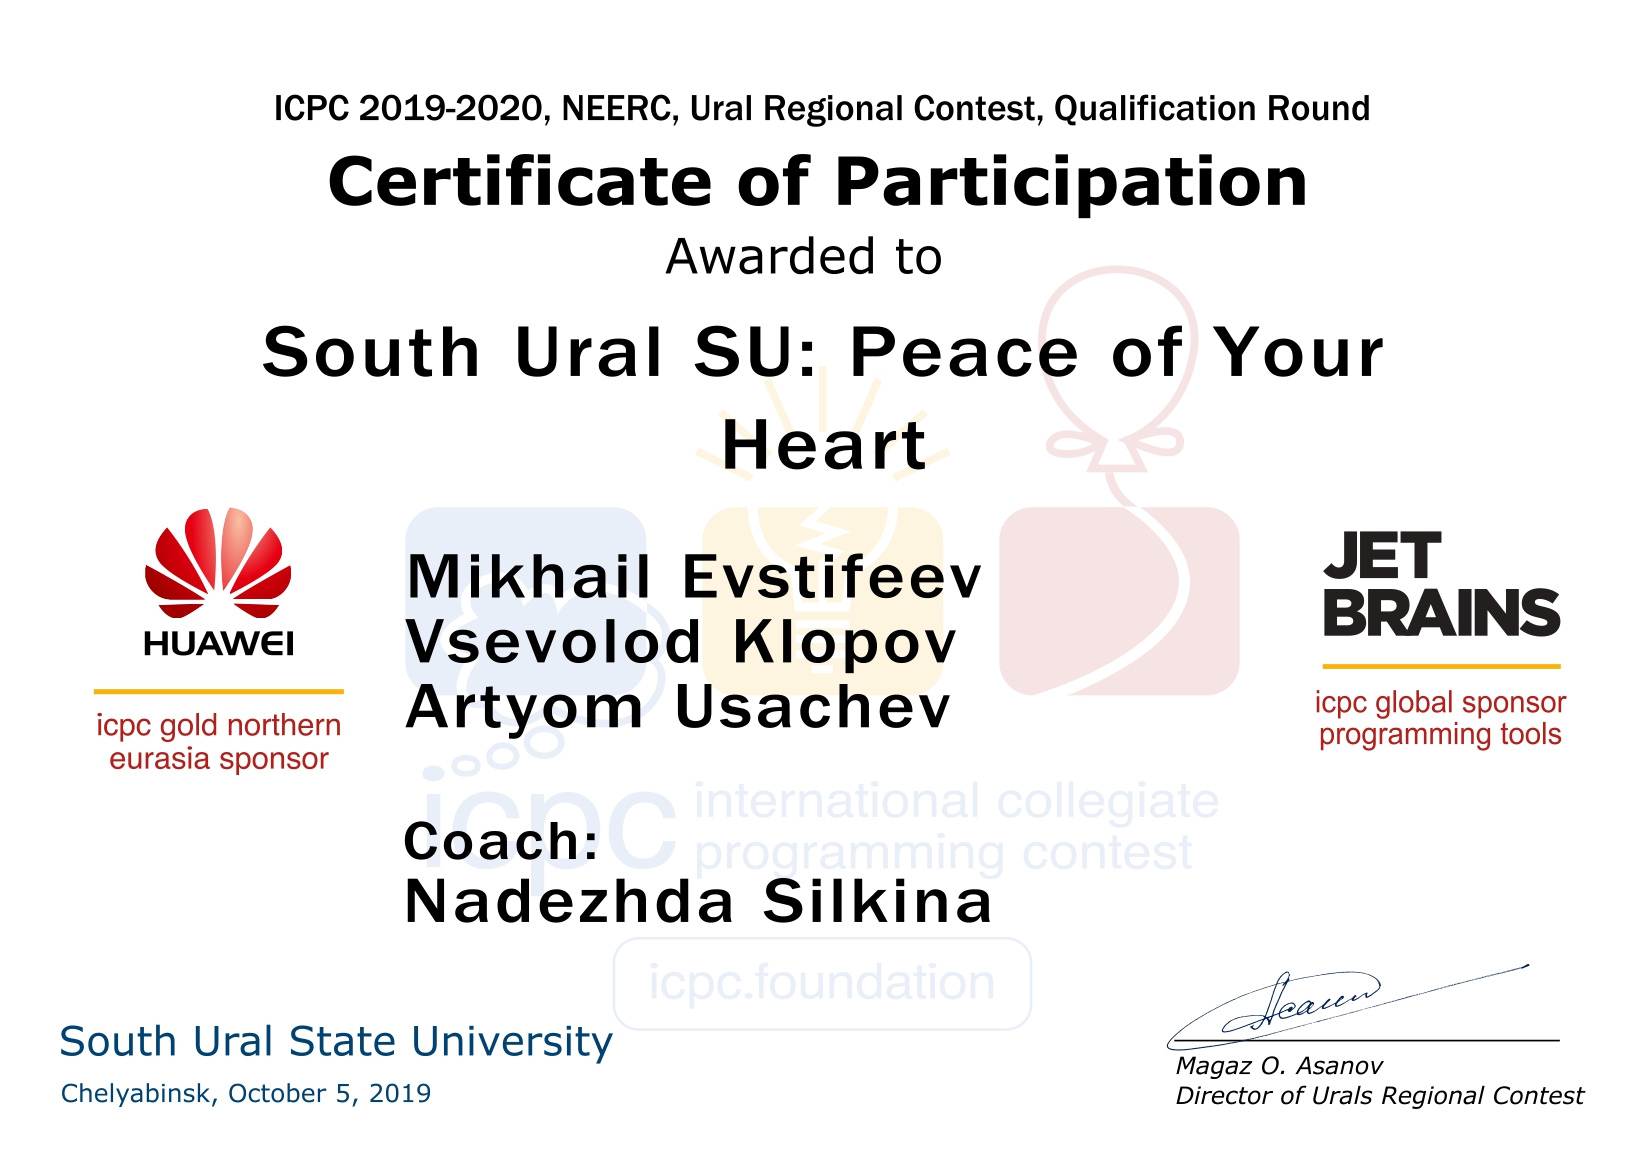 ICPC 2019-2020, NEERC, Ural Regional Contest, Qualification Round
Certificate of Participation
Awarded to
South Ural SU: Peace of Your
Heart
HUAWEI
icpc gold northern
eurasia sponsor
Mikhail Evstifeev
Vsevolod Klopov
Artyom Usachev
JET
BRAINS
icpc global sponsor
programming tools
icpc international collegiate
programming contest
Coach:
Nadezhda Silkina
icpc.foundation
South Ural State University
Chelyabinsk, October 5, 2019
Magaz O. Asanov
Director of Urals Regional Contest